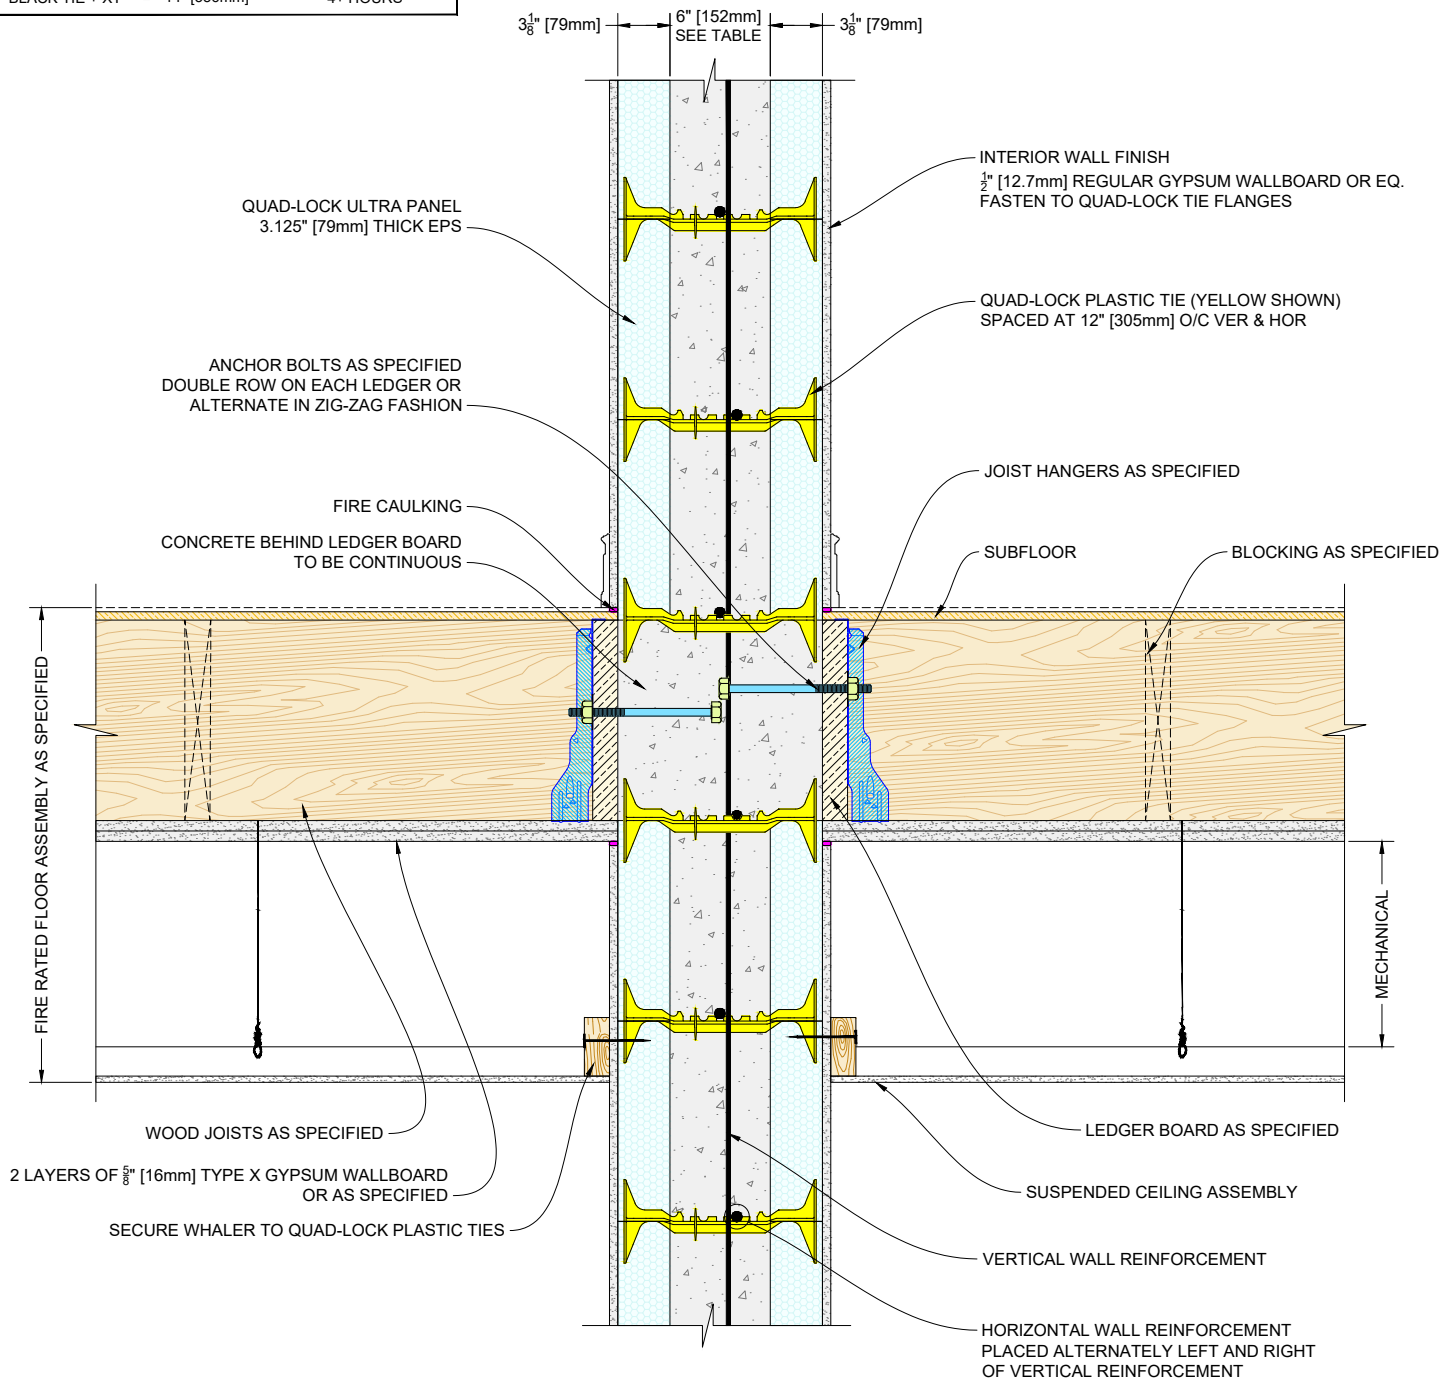 3⅛" [79mm]
6" [152mm]
SEE TABLE
3⅛" [79mm]
INTERIOR WALL FINISH
½" [12.7mm] REGULAR GYPSUM WALLBOARD OR EQ.
FASTEN TO QUAD-LOCK TIE FLANGES
QUAD-LOCK ULTRA PANEL
3.125" [79mm] THICK EPS
QUAD-LOCK PLASTIC TIE (YELLOW SHOWN)
SPACED AT 12" [305mm] O/C VER & HOR
ANCHOR BOLTS AS SPECIFIED
DOUBLE ROW ON EACH LEDGER OR
ALTERNATE IN ZIG-ZAG FASHION
JOIST HANGERS AS SPECIFIED
FIRE CAULKING
CONCRETE BEHIND LEDGER BOARD
TO BE CONTINUOUS
SUBFLOOR
BLOCKING AS SPECIFIED
FIRE RATED FLOOR ASSEMBLY AS SPECIFIED
MECHANICAL
WOOD JOISTS AS SPECIFIED
LEDGER BOARD AS SPECIFIED
2 LAYERS OF ⅝" [16mm] TYPE X GYPSUM WALLBOARD
OR AS SPECIFIED
SUSPENDED CEILING ASSEMBLY
SECURE WHALER TO QUAD-LOCK PLASTIC TIES
VERTICAL WALL REINFORCEMENT
HORIZONTAL WALL REINFORCEMENT
PLACED ALTERNATELY LEFT AND RIGHT
OF VERTICAL REINFORCEMENT